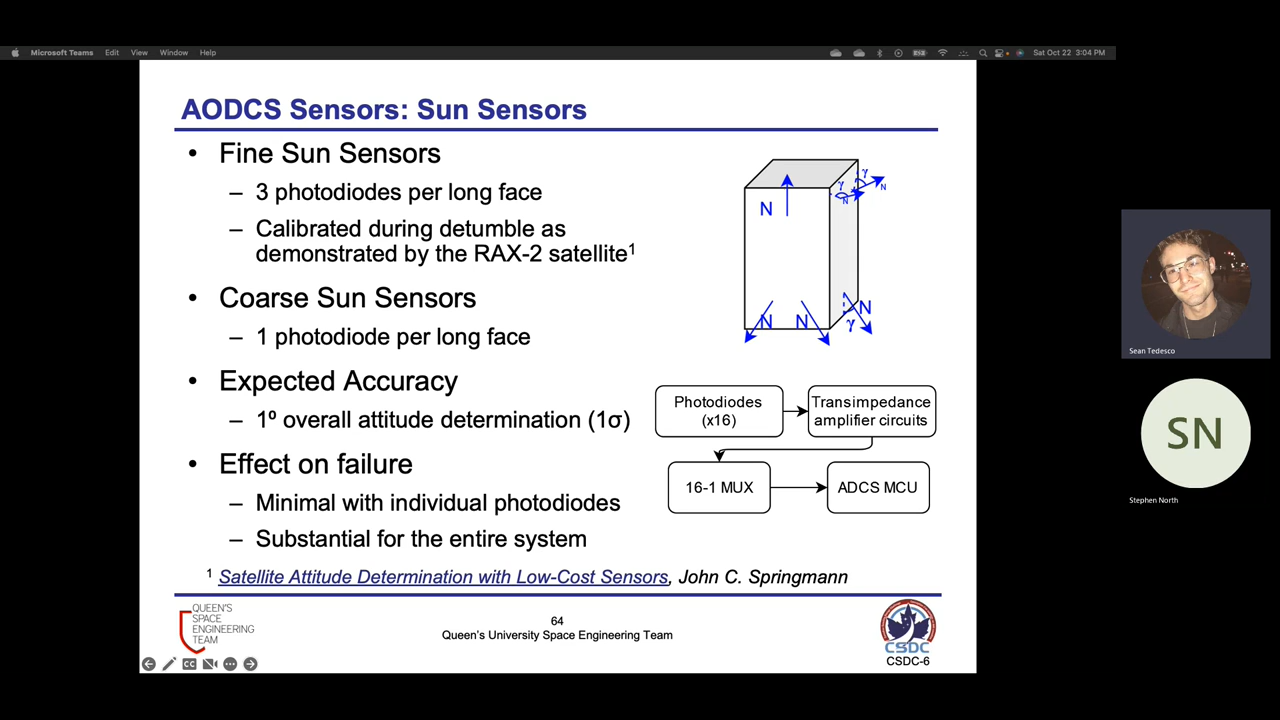 Microsoft Teams Edit View Window Help Sat Oct 22 3:04 PM
AODCS Sensors: Sun Sensors
• Fine Sun Sensors
– 3 photodiodes per long face
– Calibrated during detumble as
demonstrated by the RAX-2 satellite¹
• Coarse Sun Sensors
– 1 photodiode per long face
• Expected Accuracy
– 1º overall attitude determination (1σ)
• Effect on failure
– Minimal with individual photodiodes
– Substantial for the entire system
γ
γ
N
N
N
N
N
N
γ
Photodiodes
(x16)
Transimpedance
amplifier circuits
16-1 MUX
ADCS MCU
¹ Satellite Attitude Determination with Low-Cost Sensors, John C. Springmann
QUEEN'S
SPACE
ENGINEERING
TEAM
64
Queen's University Space Engineering Team
CSDC
CSDC-6
CC
Sean Tedesco
SN
Stephen North